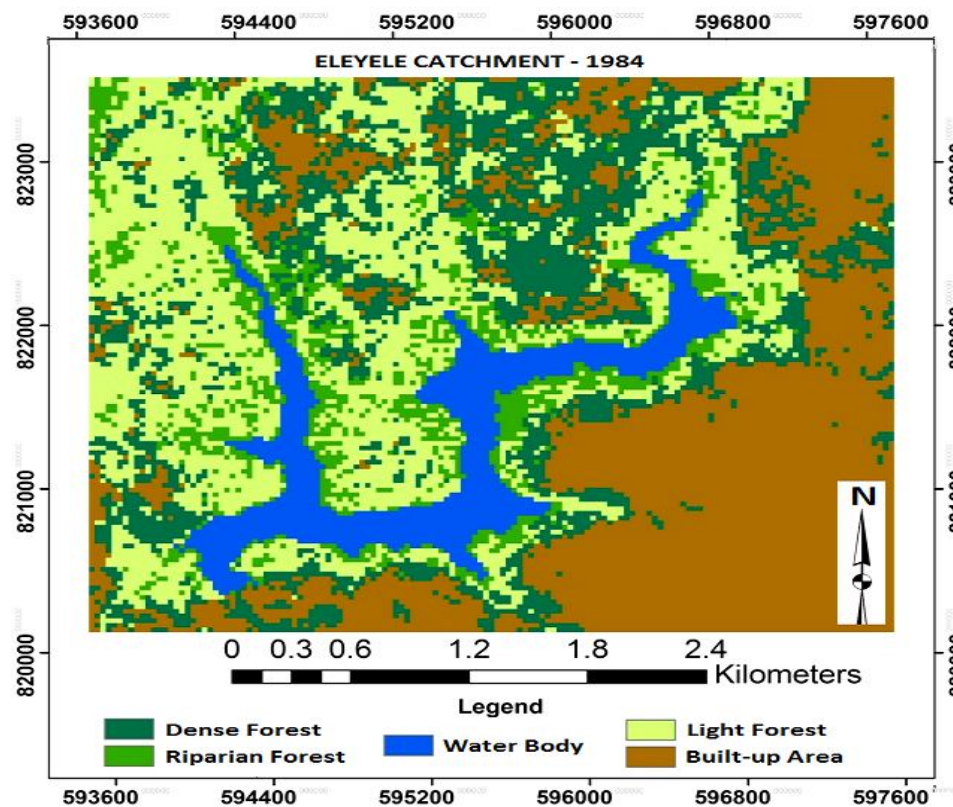 593600 594400 595200 596000 596800 597600
ELEYELE CATCHMENT - 1984
823000
822000
821000
820000
N
0 0.3 0.6 1.2 1.8 2.4
Kilometers
Legend
Dense Forest
Riparian Forest
Water Body
Light Forest
Built-up Area
593600 594400 595200 596000 596800 597600